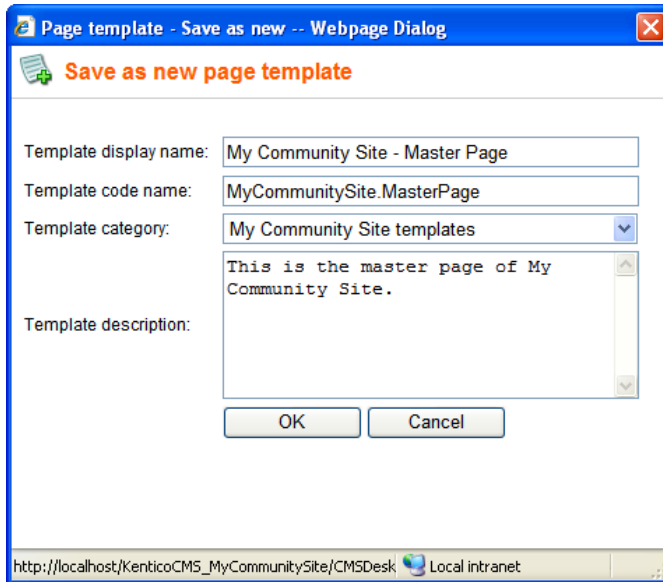 Page template - Save as new -- Webpage Dialog
Save as new page template
Template display name: My Community Site - Master Page
Template code name: MyCommunitySite.MasterPage
Template category: My Community Site templates
Template description: This is the master page of My
Community Site.
OK Cancel
http://localhost/KenticoCMS_MyCommunitySite/CMSDesk Local intranet